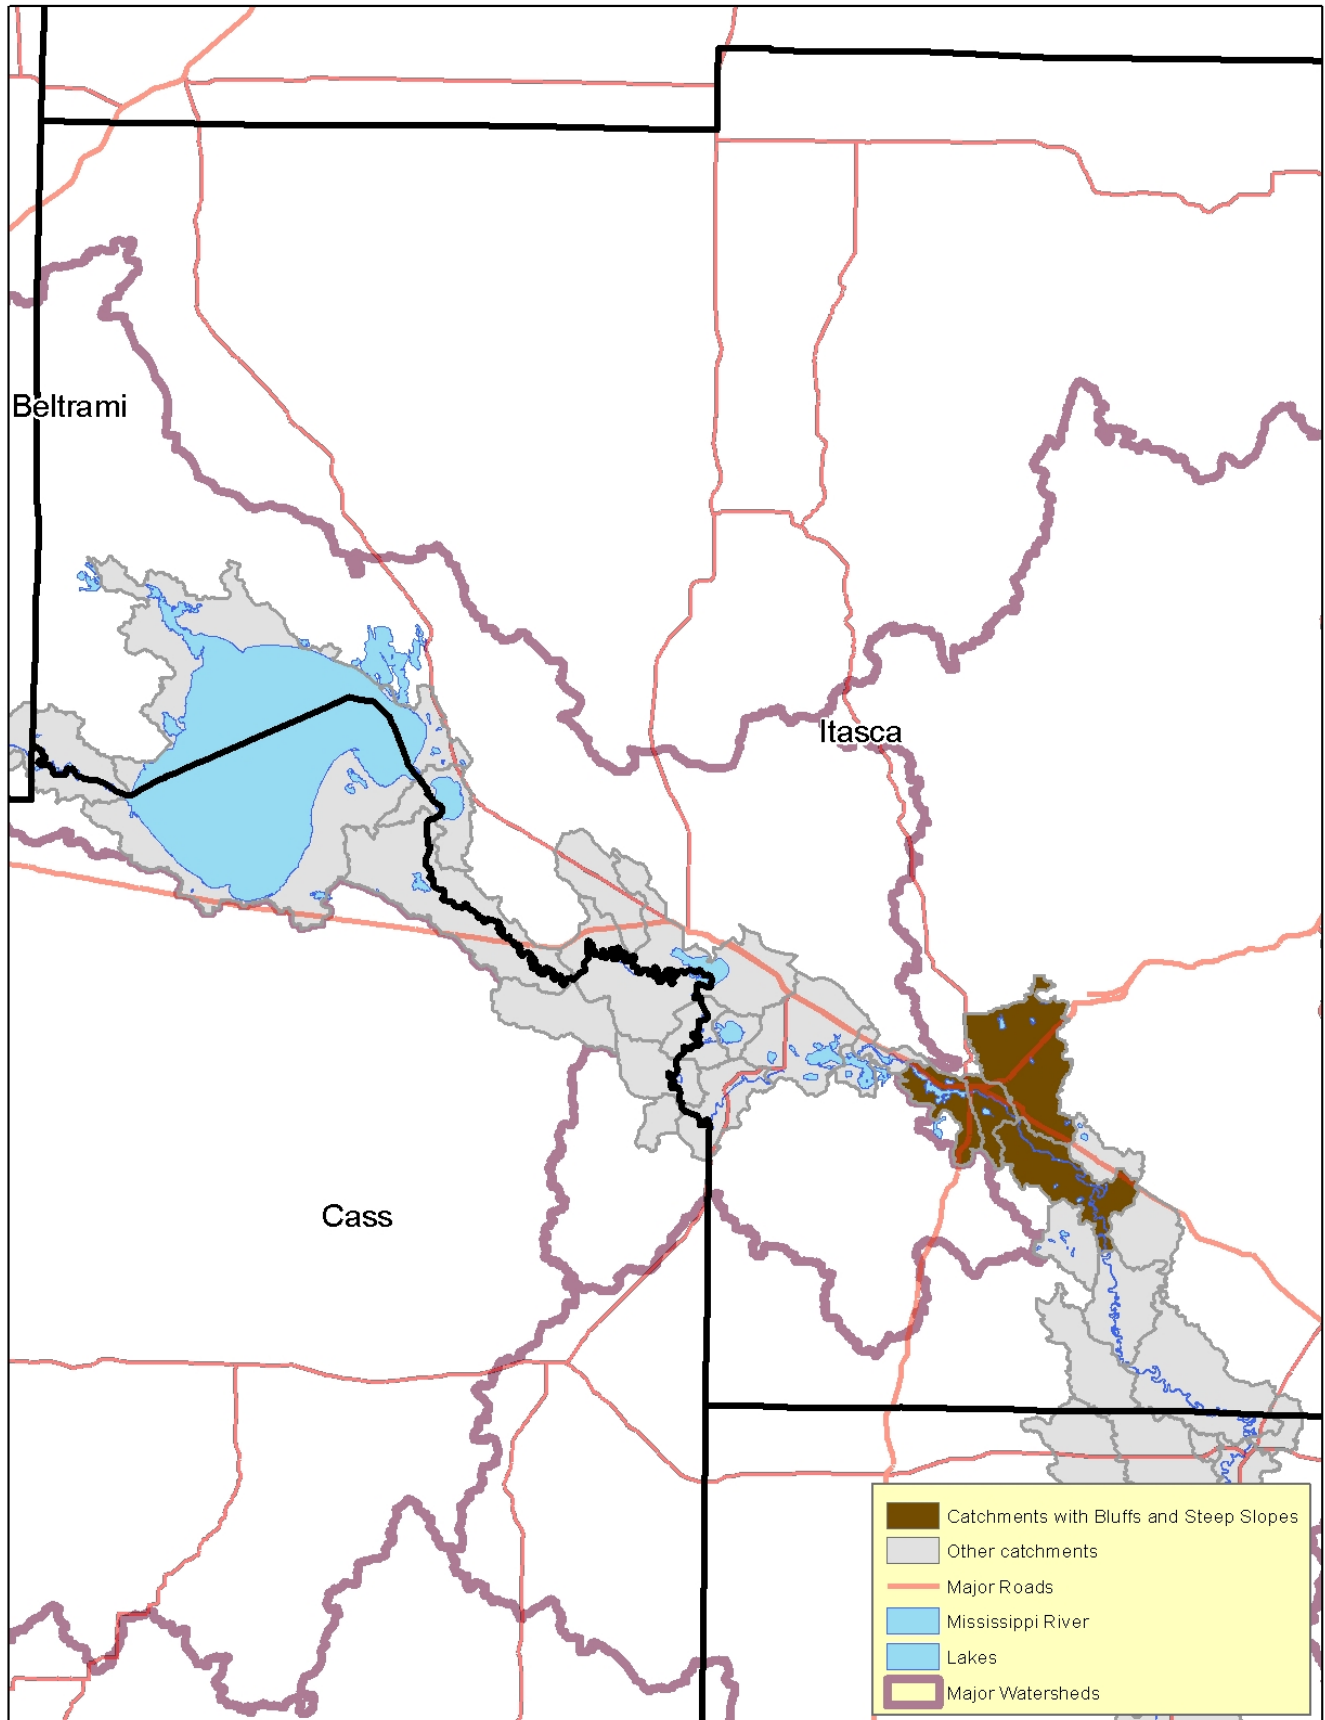 Beltrami
Itasca
Cass
Catchments with Bluffs and Steep Slopes
Other catchments
Major Roads
Mississippi River
Lakes
Major Watersheds